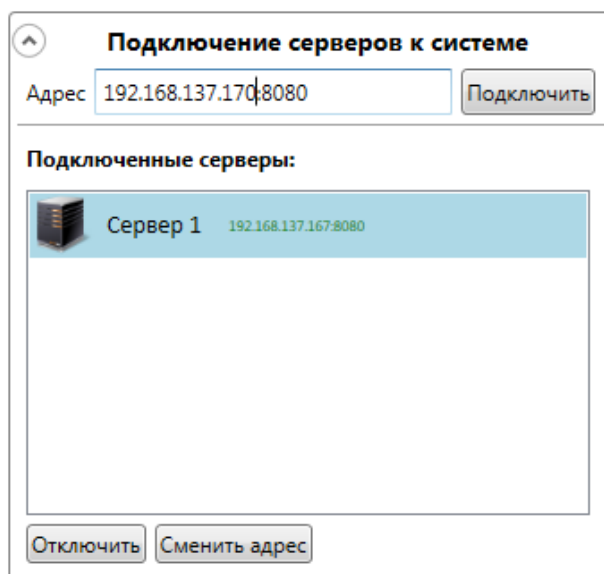 Подключение серверов к системе
Адрес 192.168.137.170:8080 Подключить
Подключенные серверы:
Сервер 1 192.168.137.167:8080
Отключить Сменить адрес